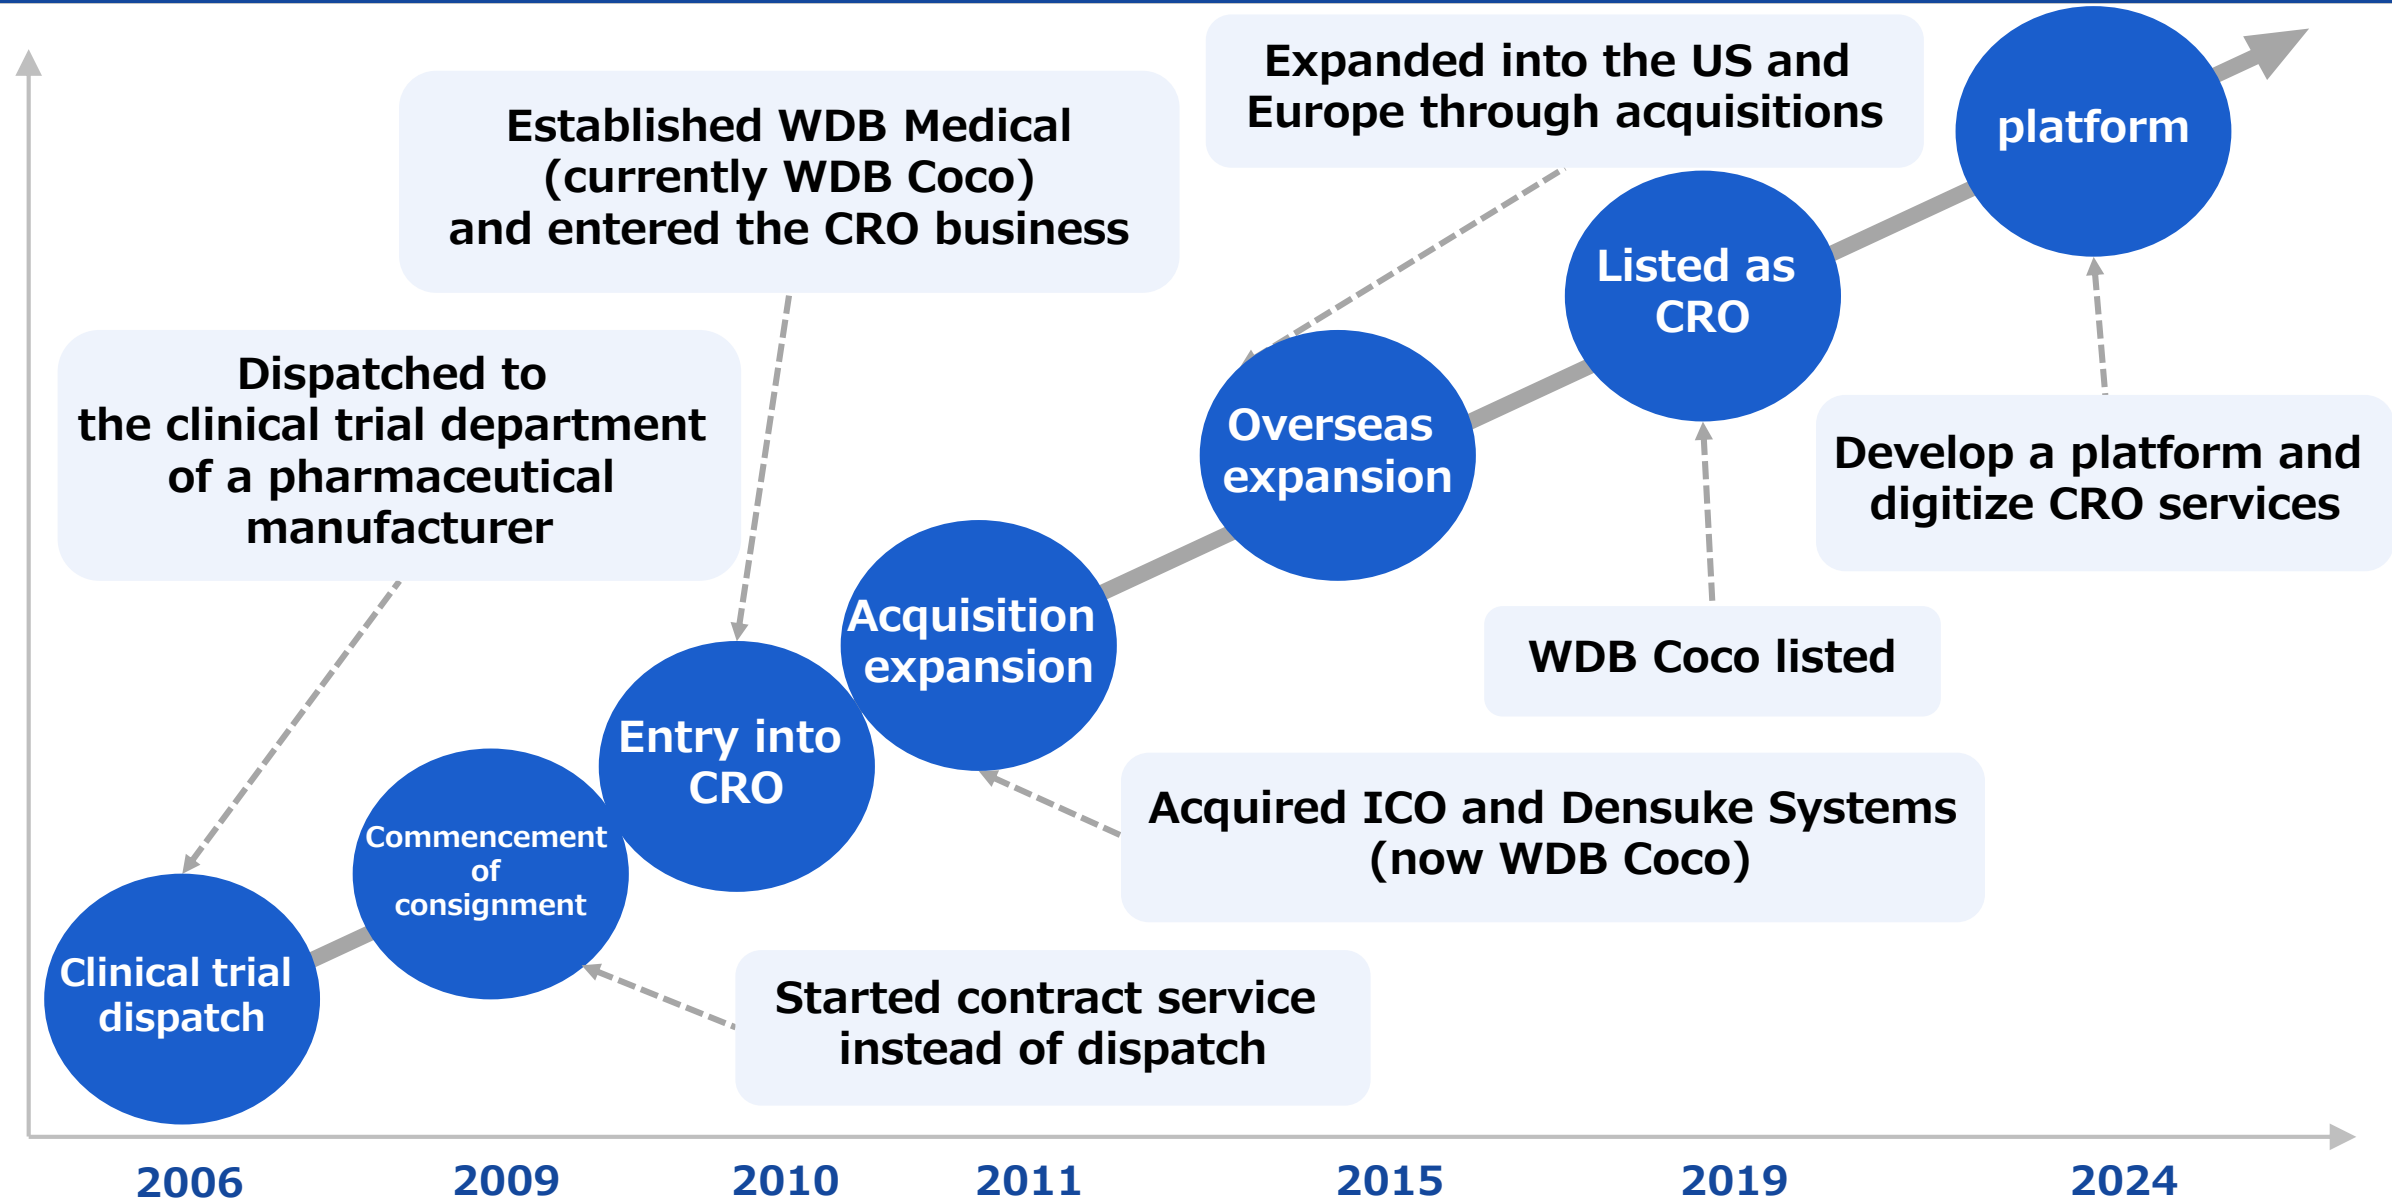 Expanded into the US and
Europe through acquisitions
platform
Established WDB Medical
(currently WDB Coco)
and entered the CRO business
Listed as
CRO
Dispatched to
the clinical trial department
of a pharmaceutical
manufacturer
Overseas
expansion
Develop a platform and
digitize CRO services
Acquisition
expansion
WDB Coco listed
Entry into
CRO
Acquired ICO and Densuke Systems
(now WDB Coco)
Commencement
of
consignment
Clinical trial
dispatch
Started contract service
instead of dispatch
2006
2009
2010
2011
2015
2019
2024